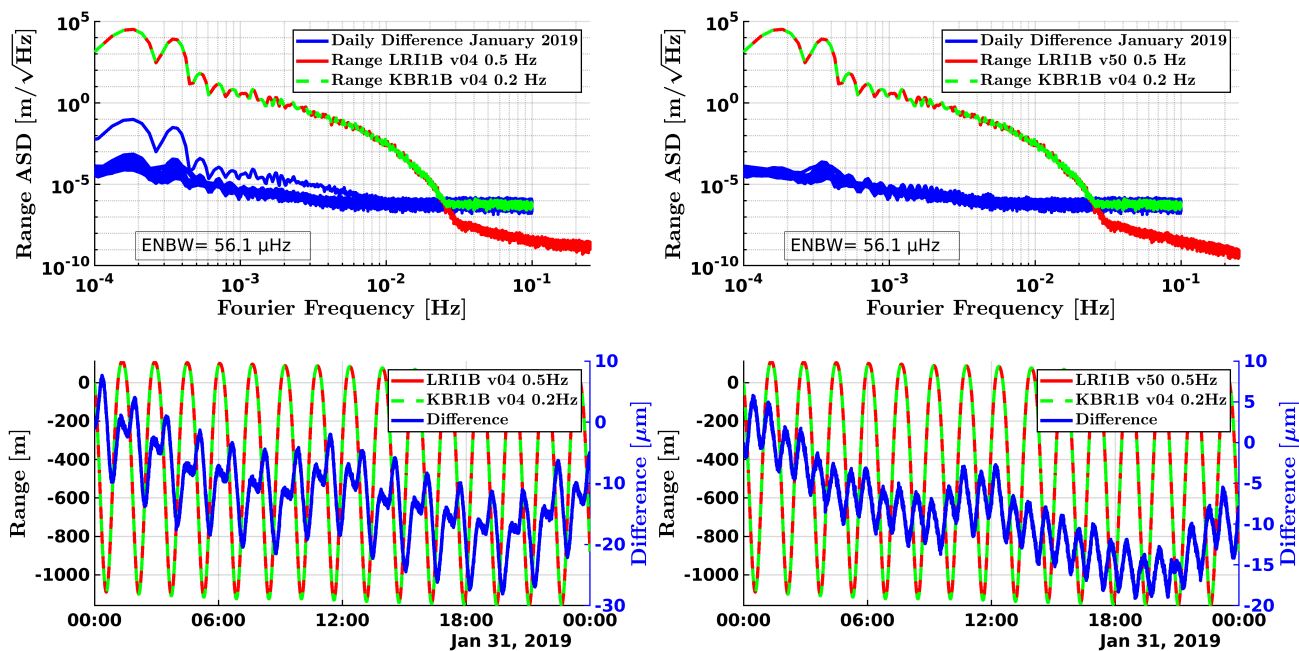 Range ASD [m/√Hz]
10^5
10^0
10^-5
10^-10
Daily Difference January 2019
Range LRI1B v04 0.5 Hz
Range KBR1B v04 0.2 Hz
ENBW= 56.1 µHz
10^-4
10^-3
10^-2
10^-1
Fourier Frequency [Hz]
Range ASD [m/√Hz]
10^5
10^0
10^-5
10^-10
Daily Difference January 2019
Range LRI1B v50 0.5 Hz
Range KBR1B v04 0.2 Hz
ENBW= 56.1 µHz
10^-4
10^-3
10^-2
10^-1
Fourier Frequency [Hz]
Range [m]
0
-200
-400
-600
-800
-1000
LRI1B v04 0.5Hz
KBR1B v04 0.2Hz
Difference
10
0
-10
-20
-30
Difference [µm]
00:00
06:00
12:00
18:00
00:00
Jan 31, 2019
Range [m]
0
-200
-400
-600
-800
-1000
LRI1B v50 0.5Hz
KBR1B v04 0.2Hz
Difference
10
5
0
-5
-10
-15
-20
Difference [µm]
00:00
06:00
12:00
18:00
00:00
Jan 31, 2019